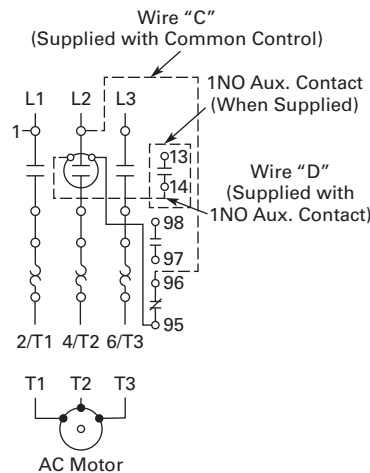 Wire “C”
(Supplied with Common Control)
1NO Aux. Contact
(When Supplied)
L1 L2 L3
1
13
14
Wire “D”
(Supplied with
1NO Aux. Contact)
98
97
96
95
2/T1 4/T2 6/T3
T1 T2 T3
AC Motor